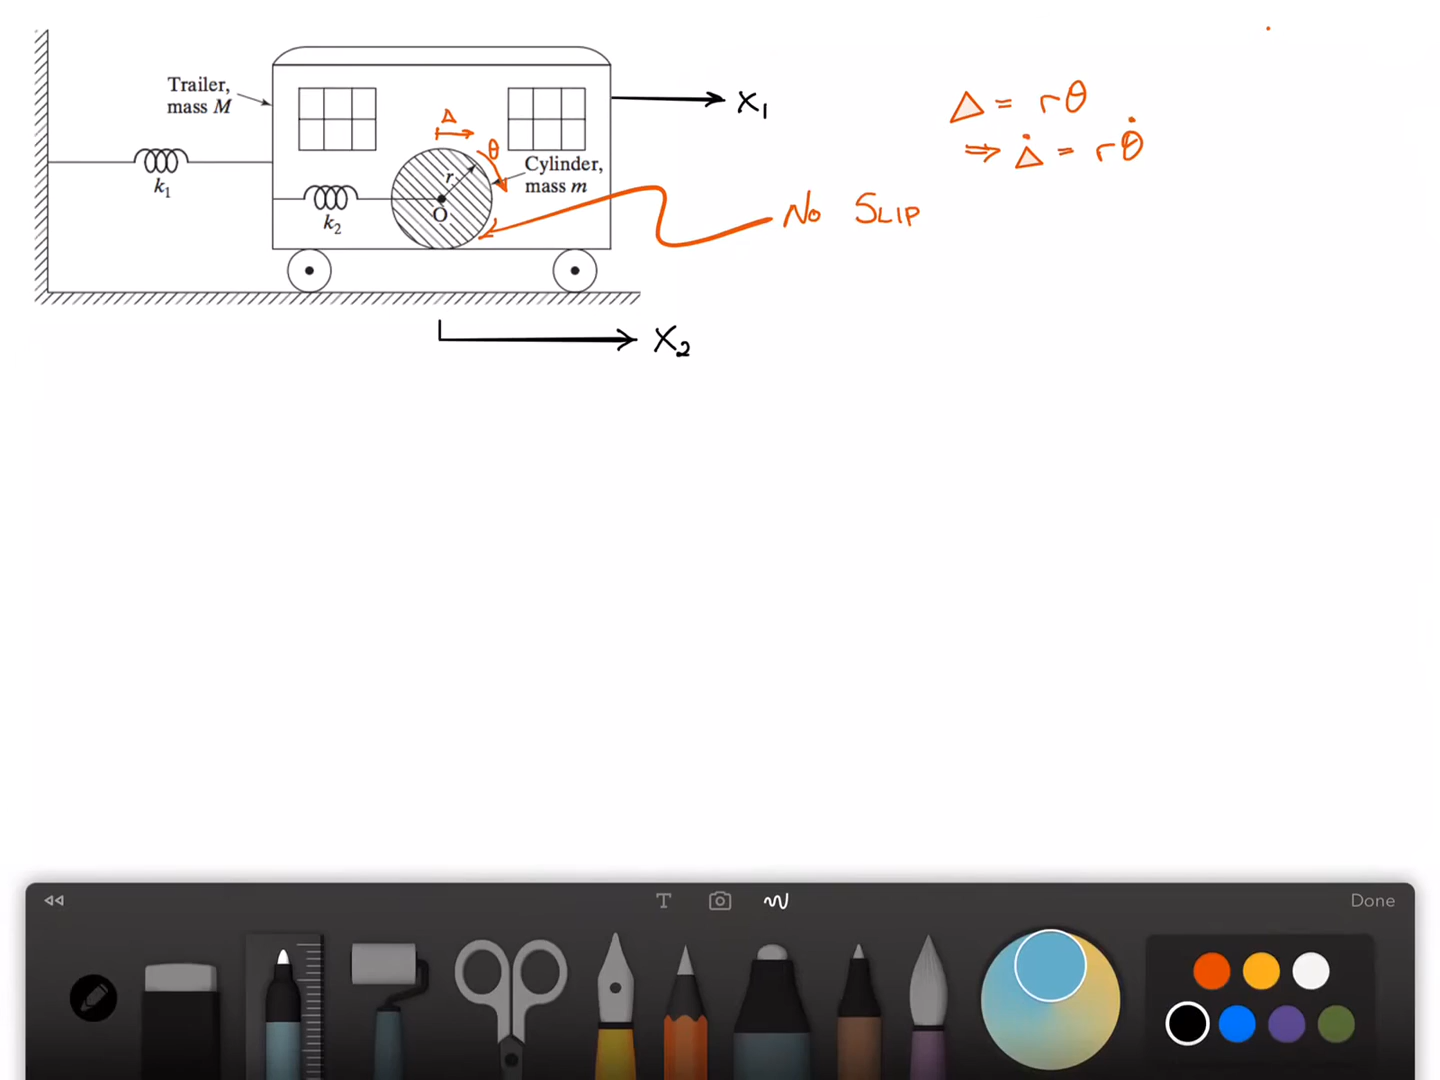 Trailer,
mass M
X₁
Δ = rθ
⇒ Δ̇ = rθ̇
Δ
θ
Cylinder,
mass m
r
k₁
k₂
O
No SLIP
X₂
T
Done